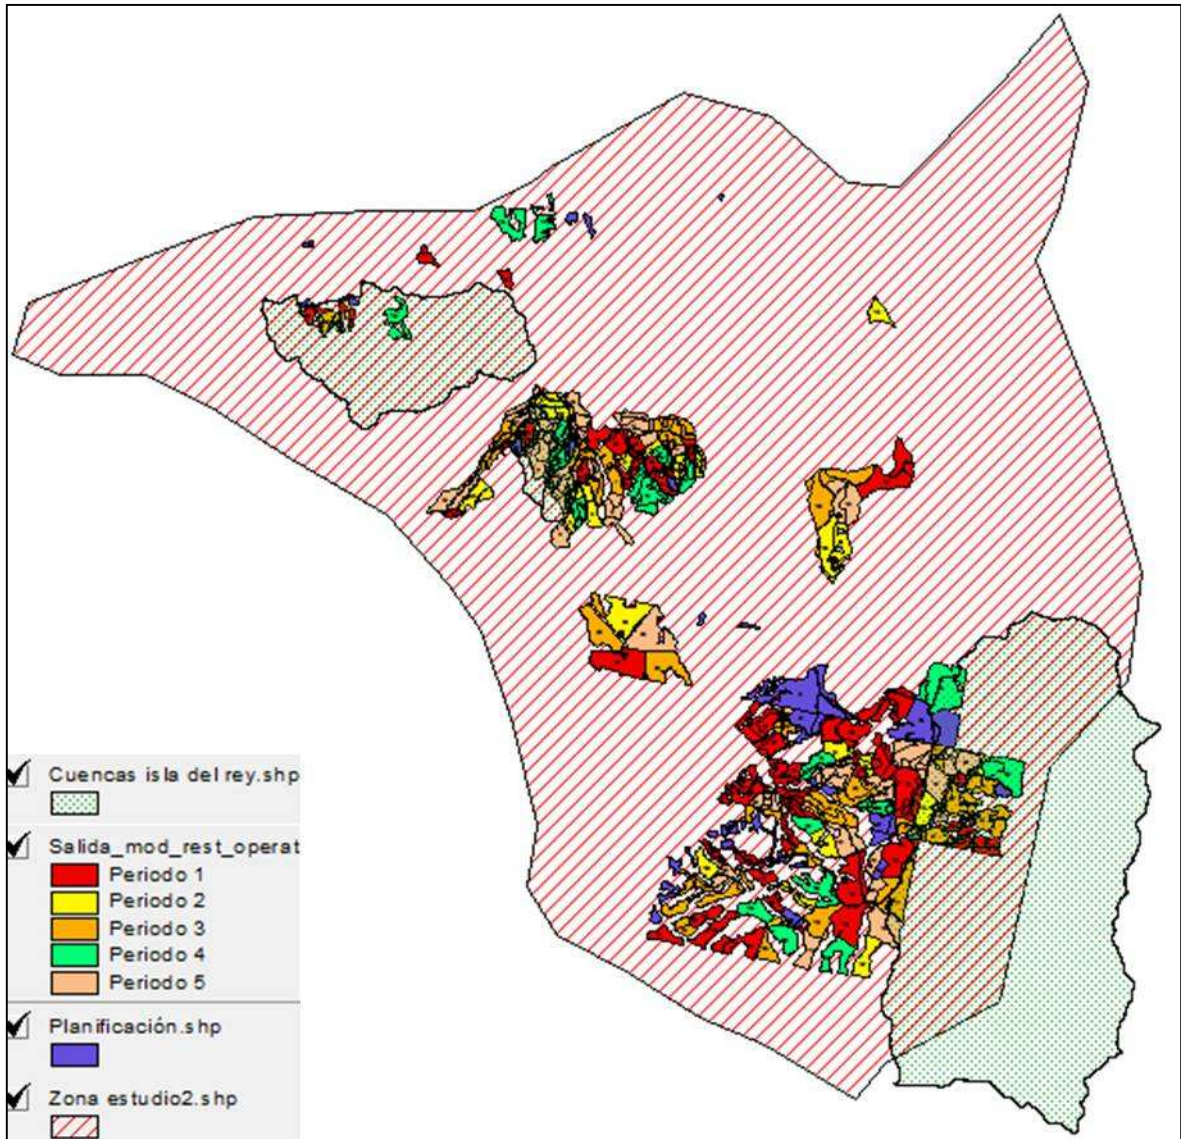 Cuencas isla del rey.shp
Salida_mod_rest_operat
Periodo 1
Periodo 2
Periodo 3
Periodo 4
Periodo 5
Planificación.shp
Zona estudio2.shp